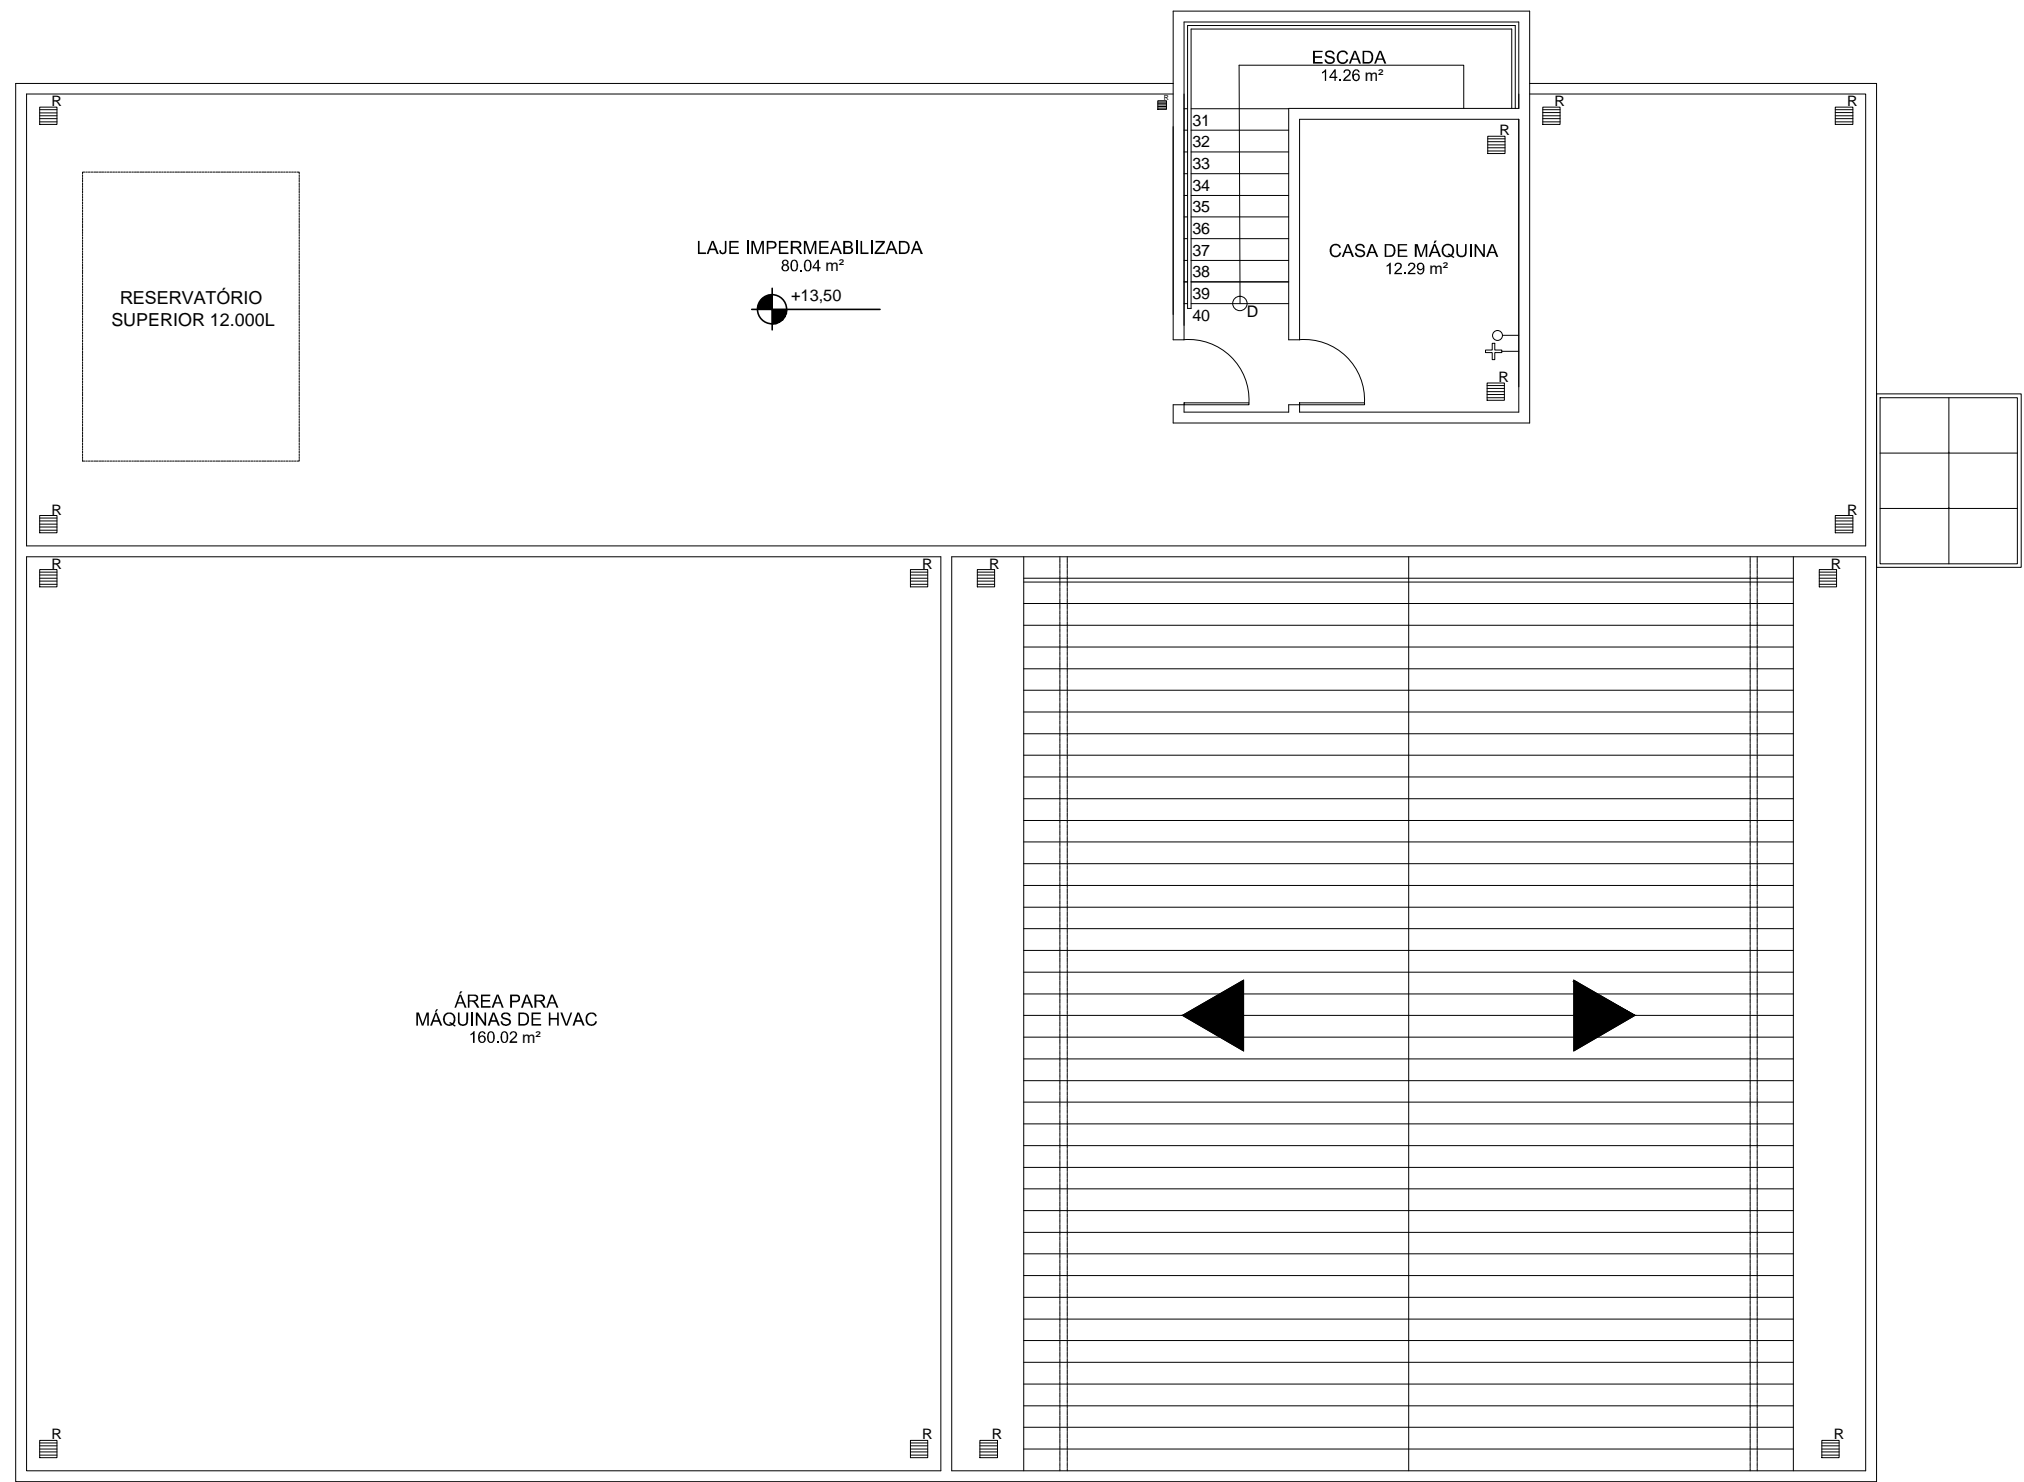 ESCADA
14.26 m²
R
R
R
R
R
R
31
32
33
34
35
36
37
38
39
40
D
LAJE IMPERMEABILIZADA
80.04 m²
+13,50
CASA DE MÁQUINA
12.29 m²
RESERVATÓRIO
SUPERIOR 12.000L
R
R
R
R
R
R
R
ÁREA PARA
MÁQUINAS DE HVAC
160.02 m²
R
R
R
R